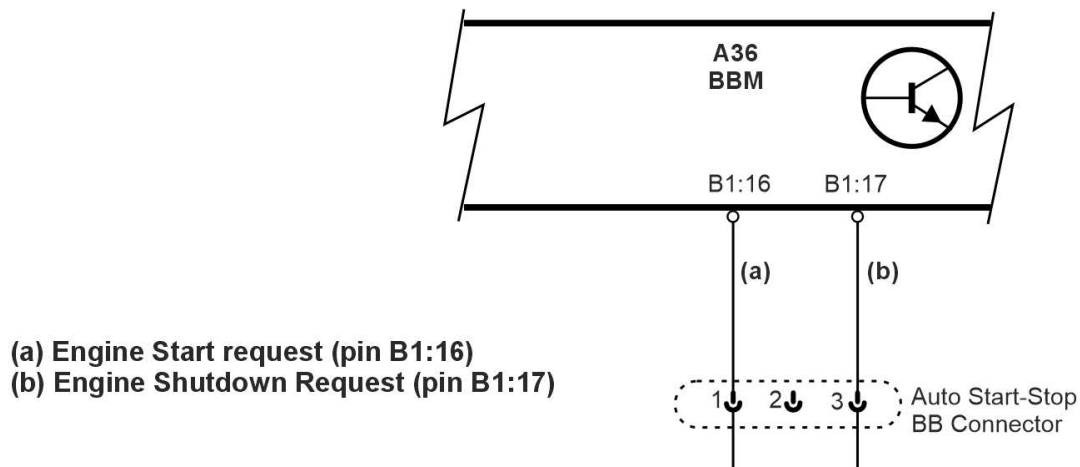 A36
BBM
B1:16 B1:17
(a) (b)
(a) Engine Start request (pin B1:16)
(b) Engine Shutdown Request (pin B1:17)
1 2 3
Auto Start-Stop
BB Connector